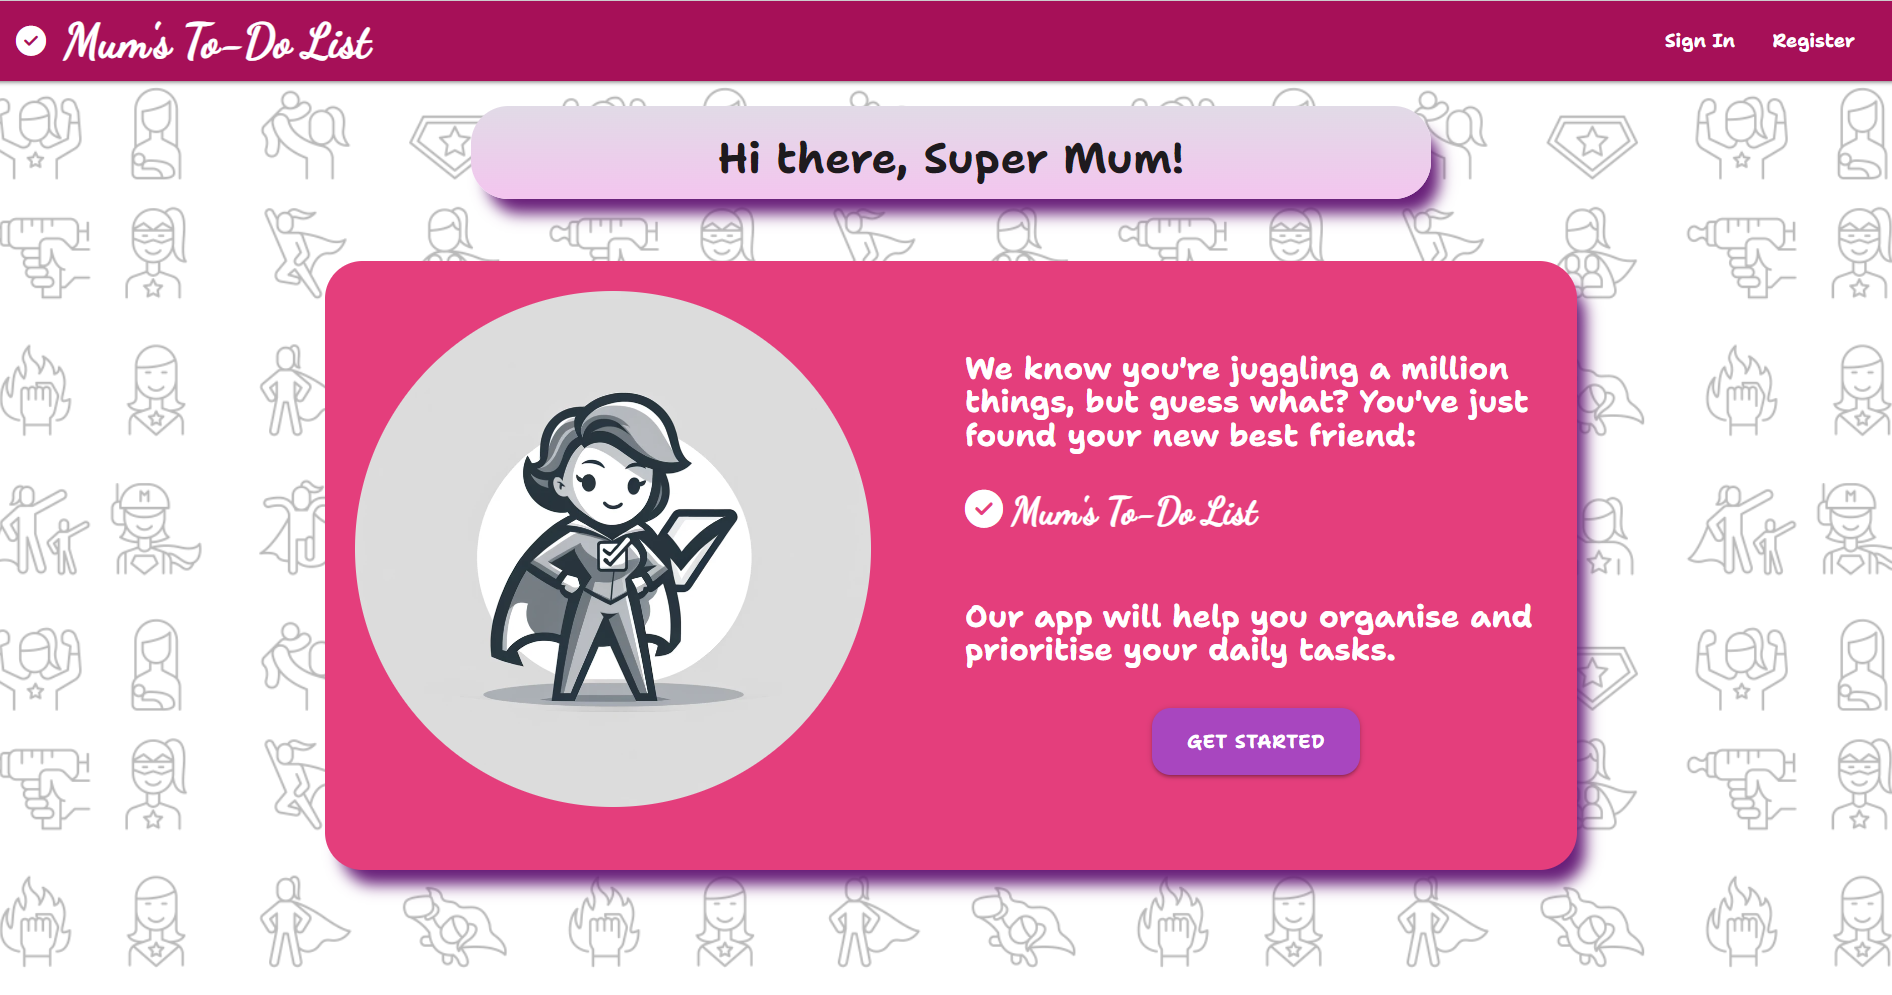 Mum's To-Do List
Sign In
Register
Hi there, Super Mum!
We know you're juggling a million
things, but guess what? You've just
found your new best friend:
Mum's To-Do List
Our app will help you organise and
prioritise your daily tasks.
GET STARTED
M
M